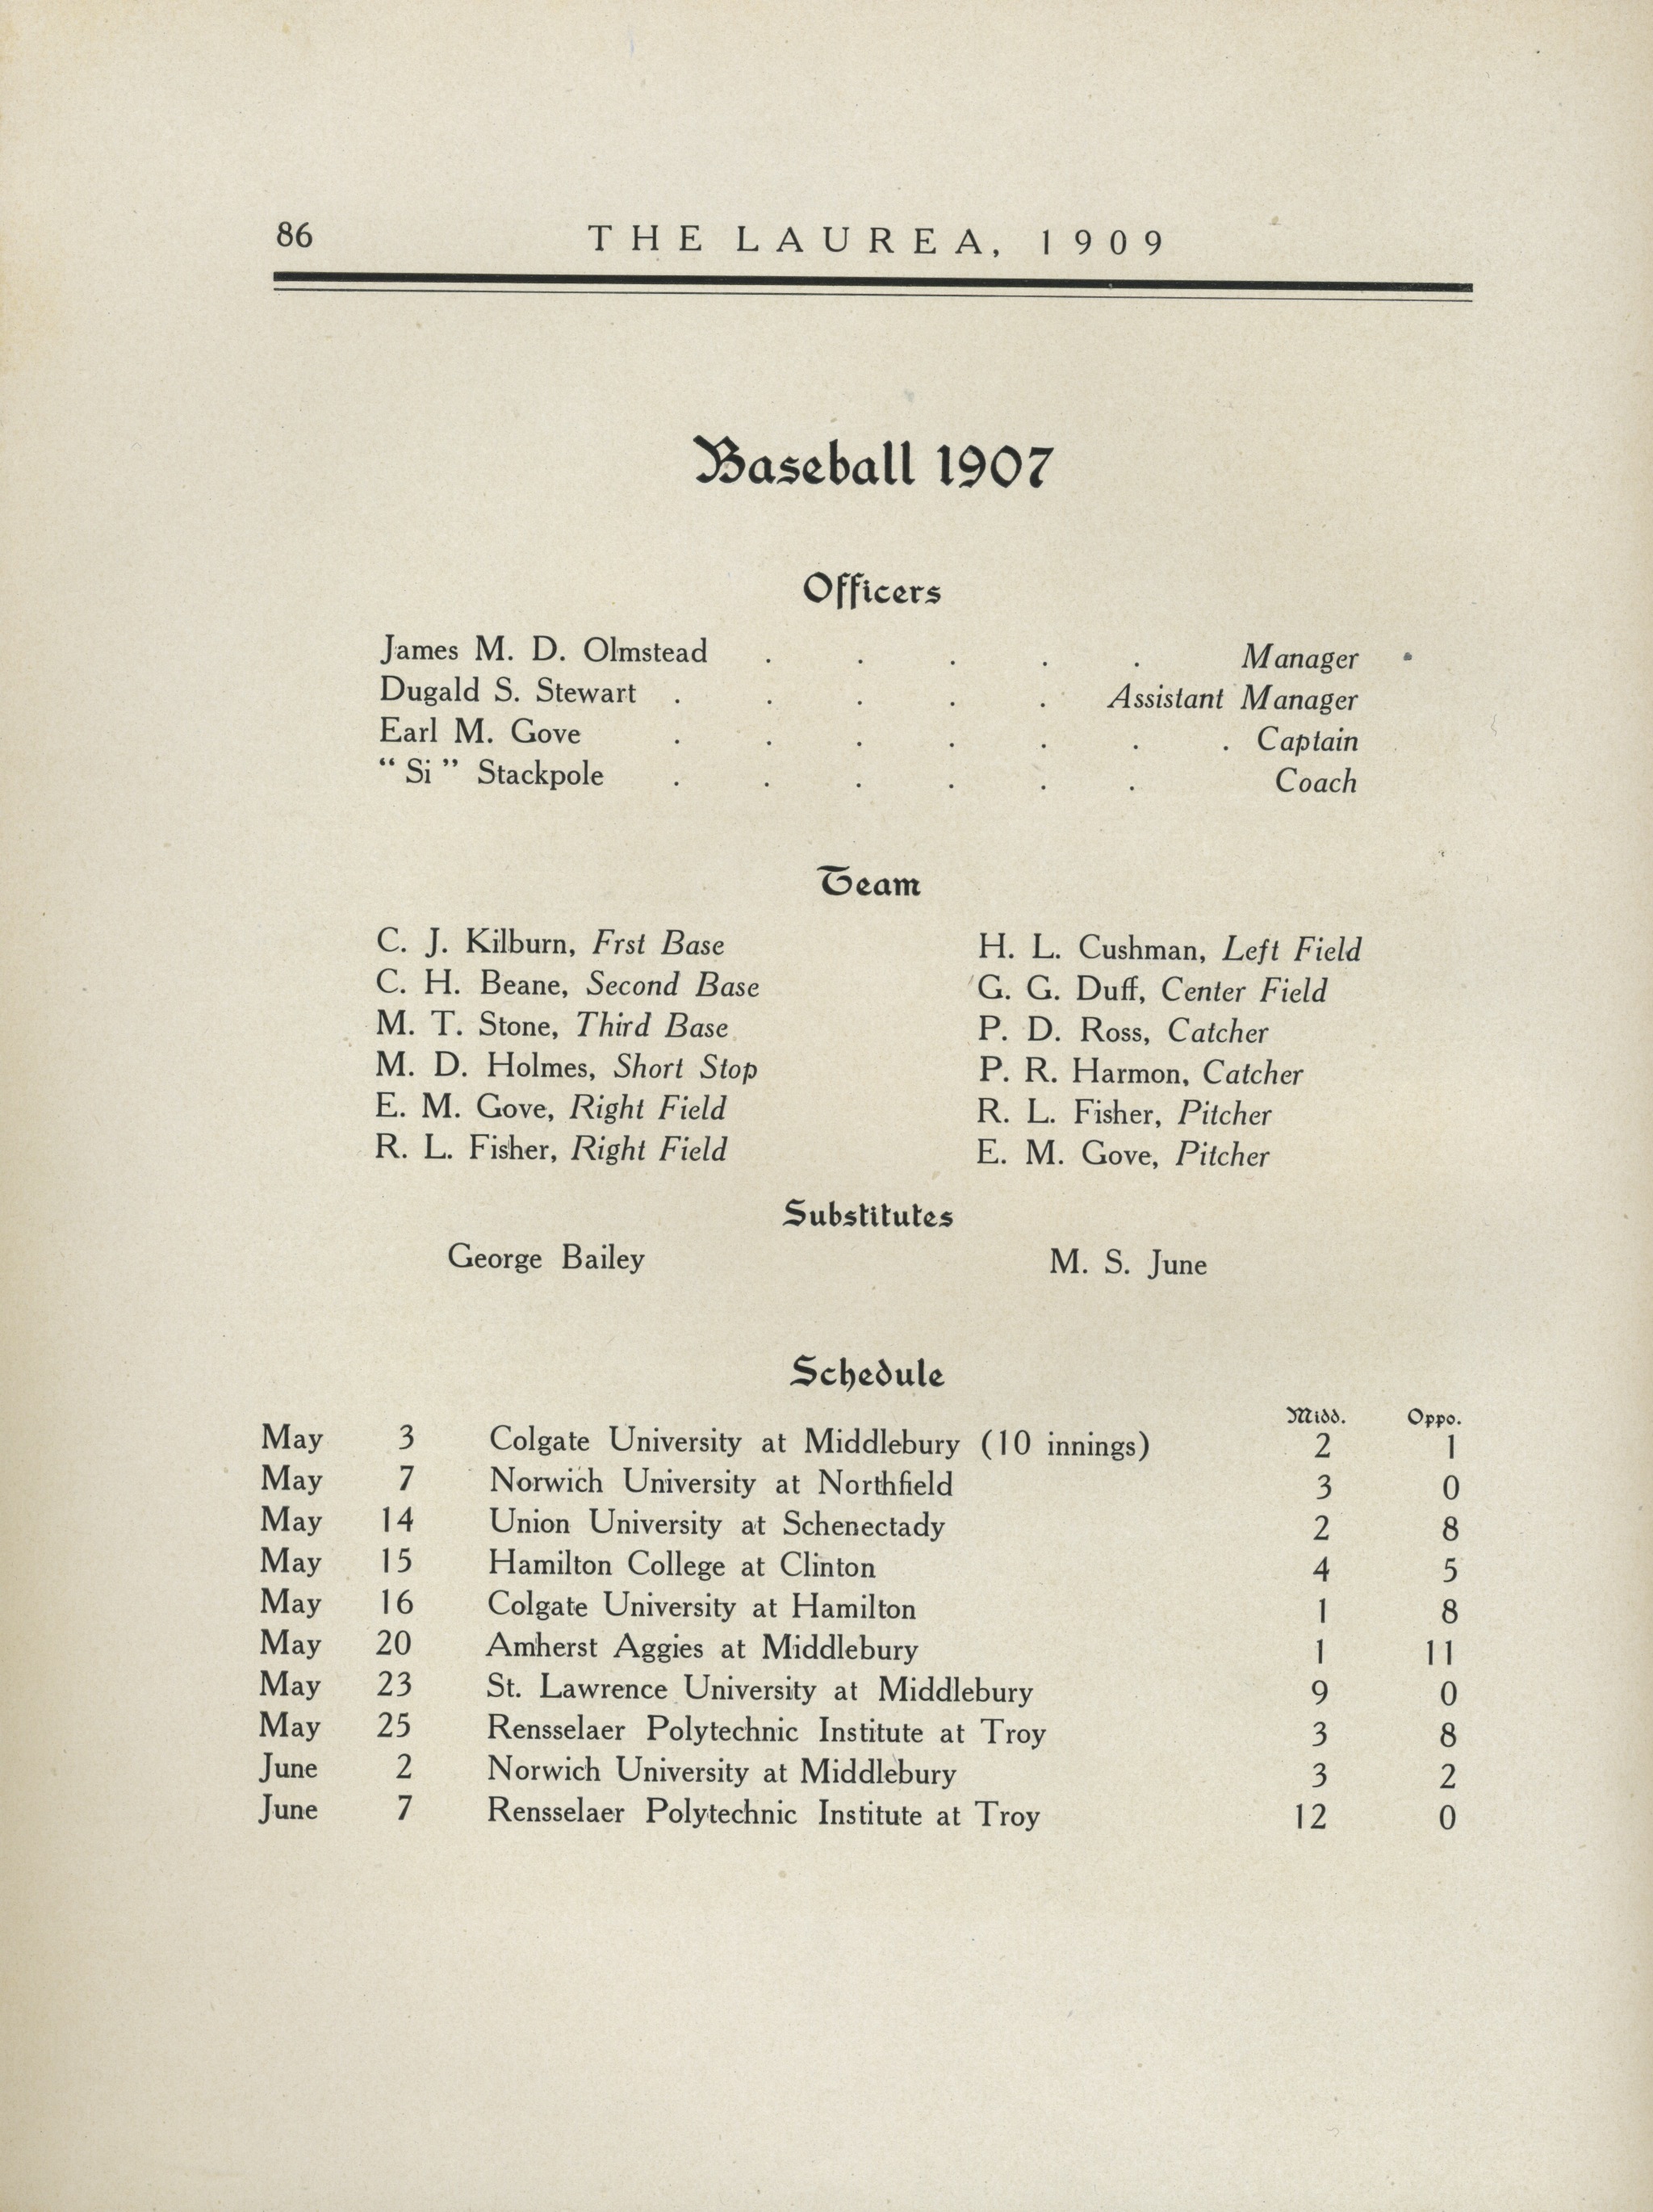 86 THE LAUREA, 1909
Baseball 1907
Officers
James M. D. Olmstead . . . . . Manager
Dugald S. Stewart . . . . . Assistant Manager
Earl M. Gove . . . . . . . Captain
“ Si ” Stackpole . . . . . . Coach
Team
C. J. Kilburn, Frst Base
C. H. Beane, Second Base
M. T. Stone, Third Base
M. D. Holmes, Short Stop
E. M. Gove, Right Field
R. L. Fisher, Right Field
H. L. Cushman, Left Field
G. G. Duff, Center Field
P. D. Ross, Catcher
P. R. Harmon, Catcher
R. L. Fisher, Pitcher
E. M. Gove, Pitcher
Substitutes
George Bailey M. S. June
Schedule
Midd. Oppo.
May 3 Colgate University at Middlebury (10 innings) 2 1
May 7 Norwich University at Northfield 3 0
May 14 Union University at Schenectady 2 8
May 15 Hamilton College at Clinton 4 5
May 16 Colgate University at Hamilton 1 8
May 20 Amherst Aggies at Middlebury 1 11
May 23 St. Lawrence University at Middlebury 9 0
May 25 Rensselaer Polytechnic Institute at Troy 3 8
June 2 Norwich University at Middlebury 3 2
June 7 Rensselaer Polytechnic Institute at Troy 12 0